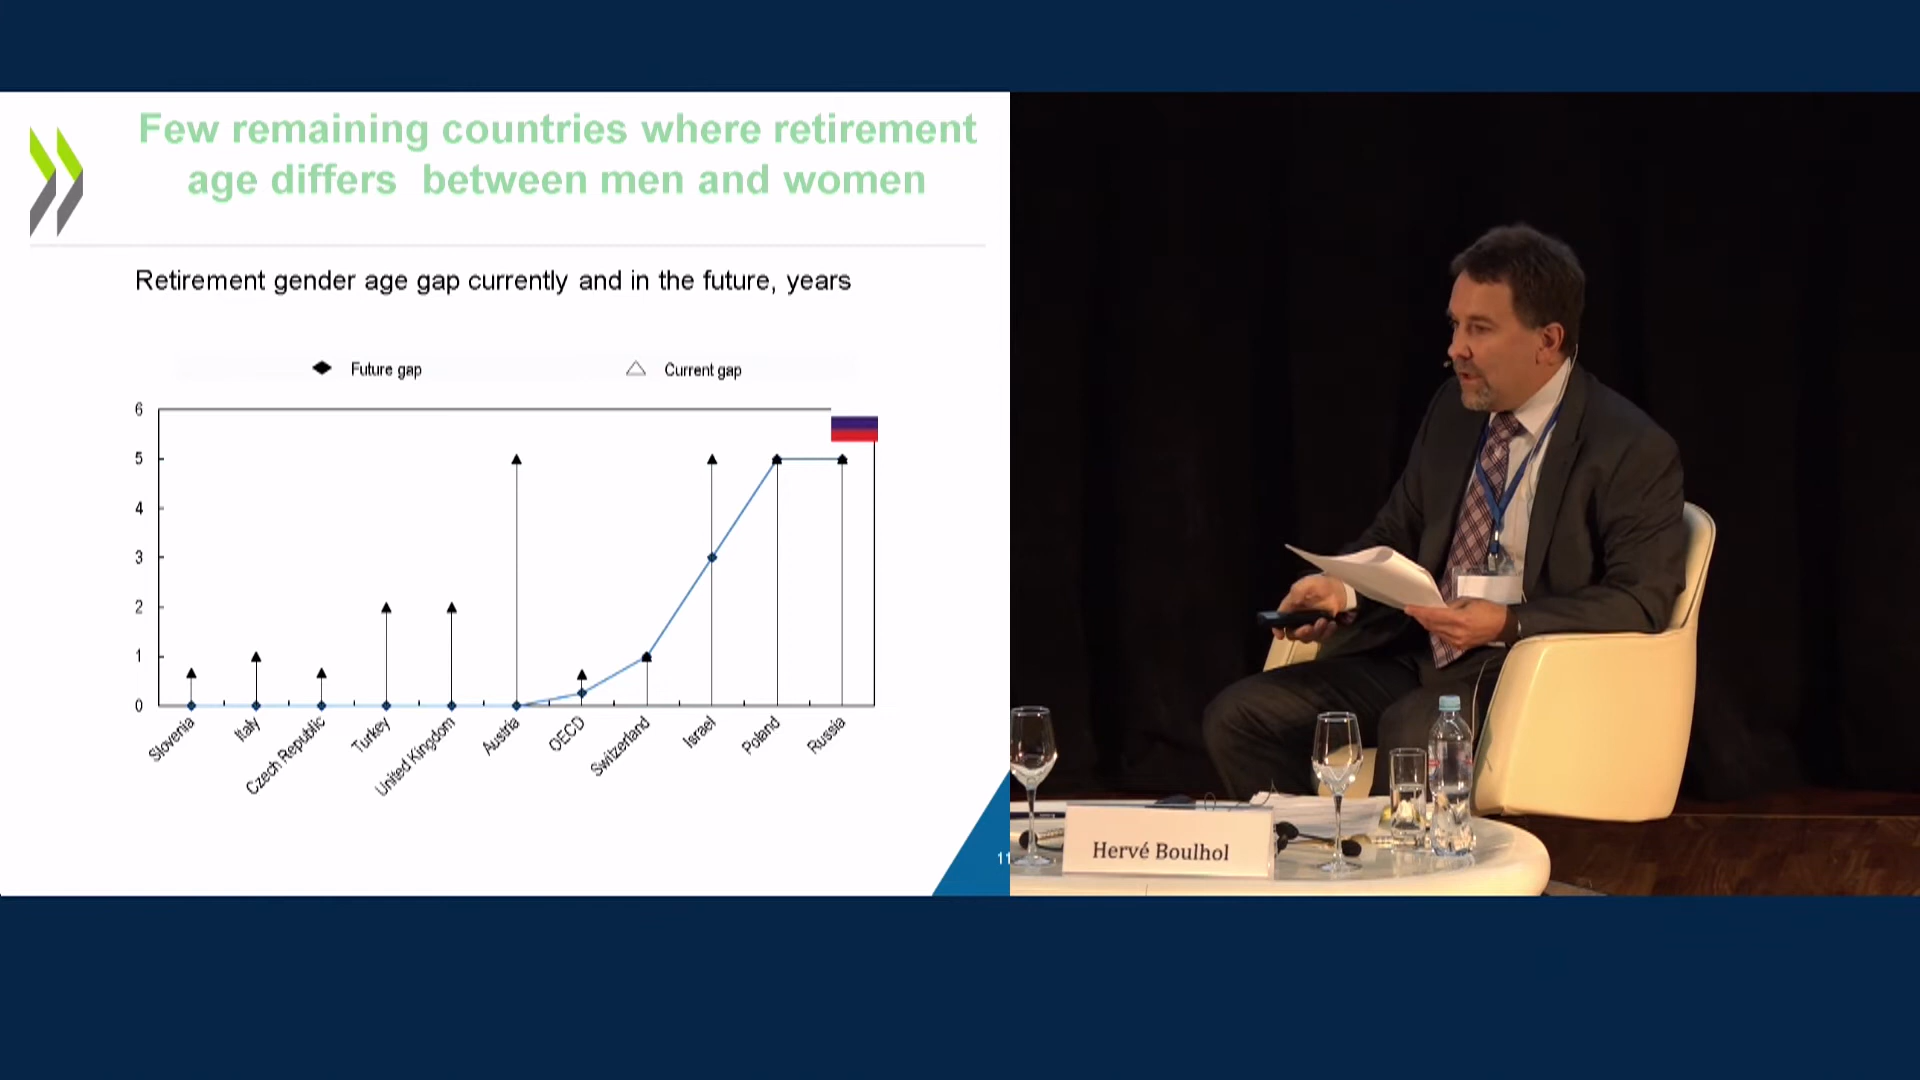 Few remaining countries where retirement
age differs between men and women
Retirement gender age gap currently and in the future, years
Future gap
Current gap
6
5
4
3
2
1
0
Slovenia
Italy
Czech Republic
Turkey
United Kingdom
Austria
OECD
Switzerland
Israel
Poland
Russia
11
Hervé Boulhol